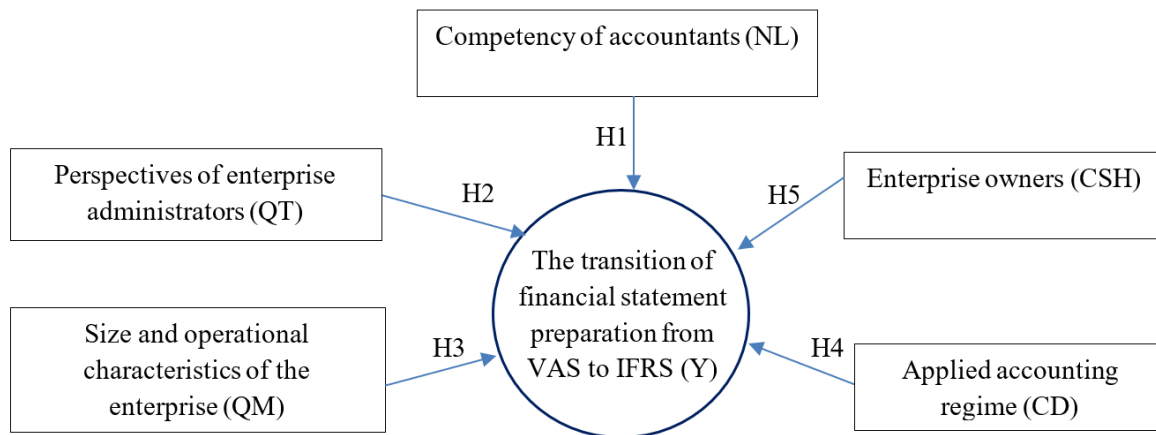 Competency of accountants (NL)
H1
Perspectives of enterprise
administrators (QT)
H2
Enterprise owners (CSH)
H5
The transition of
financial statement
preparation from
VAS to IFRS (Y)
Size and operational
characteristics of the
enterprise (QM)
H3
H4
Applied accounting
regime (CD)